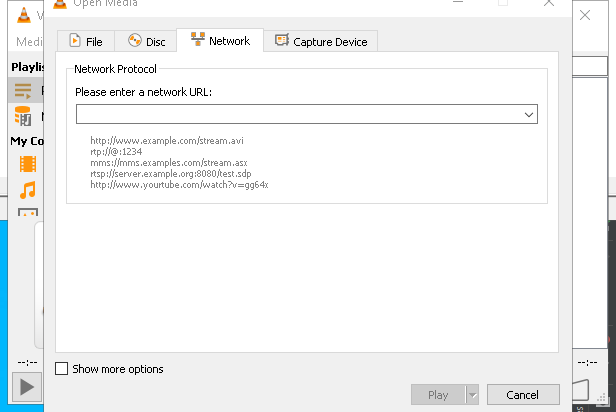 Open Media
Medi
File
Disc
Network
Capture Device
Playlis
Network Protocol
Please enter a network URL:
My Co
http://www.example.com/stream.avi
rtp://@:1234
mms://mms.examples.com/stream.asx
rtsp://server.example.org:8080/test.sdp
http://www.yourtube.com/watch?v=gg64x
--:--
--:--
Show more options
Play
Cancel